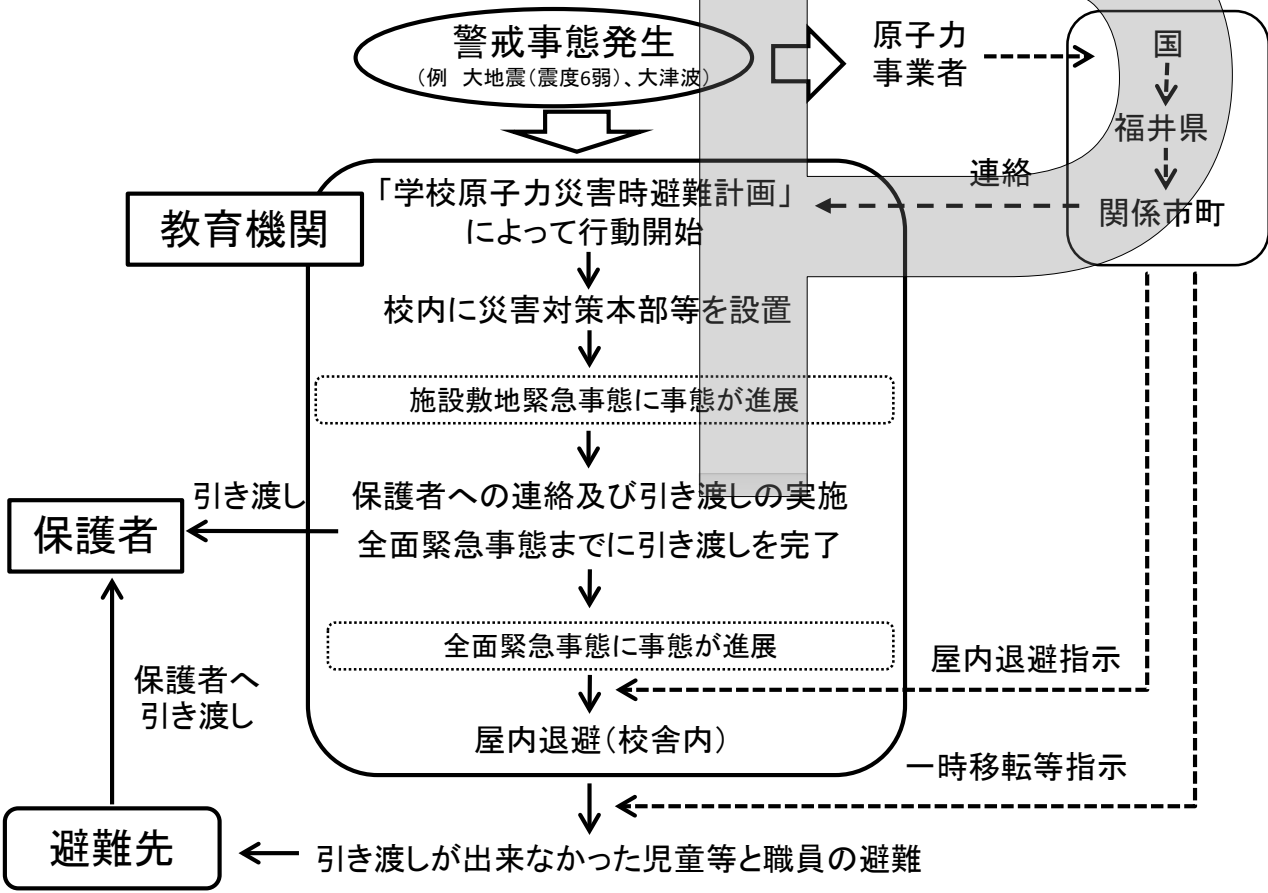 警戒事態発生
（例　大地震（震度6弱）、大津波）
原子力
事業者
国
福井県
関係市町
連絡
教育機関
「学校原子力災害時避難計画」
によって行動開始
校内に災害対策本部等を設置
施設敷地緊急事態に事態が進展
引き渡し
保護者への連絡及び引き渡しの実施
保護者
全面緊急事態までに引き渡しを完了
全面緊急事態に事態が進展
屋内退避指示
保護者へ
引き渡し
屋内退避（校舎内）
一時移転等指示
避難先
引き渡しが出来なかった児童等と職員の避難